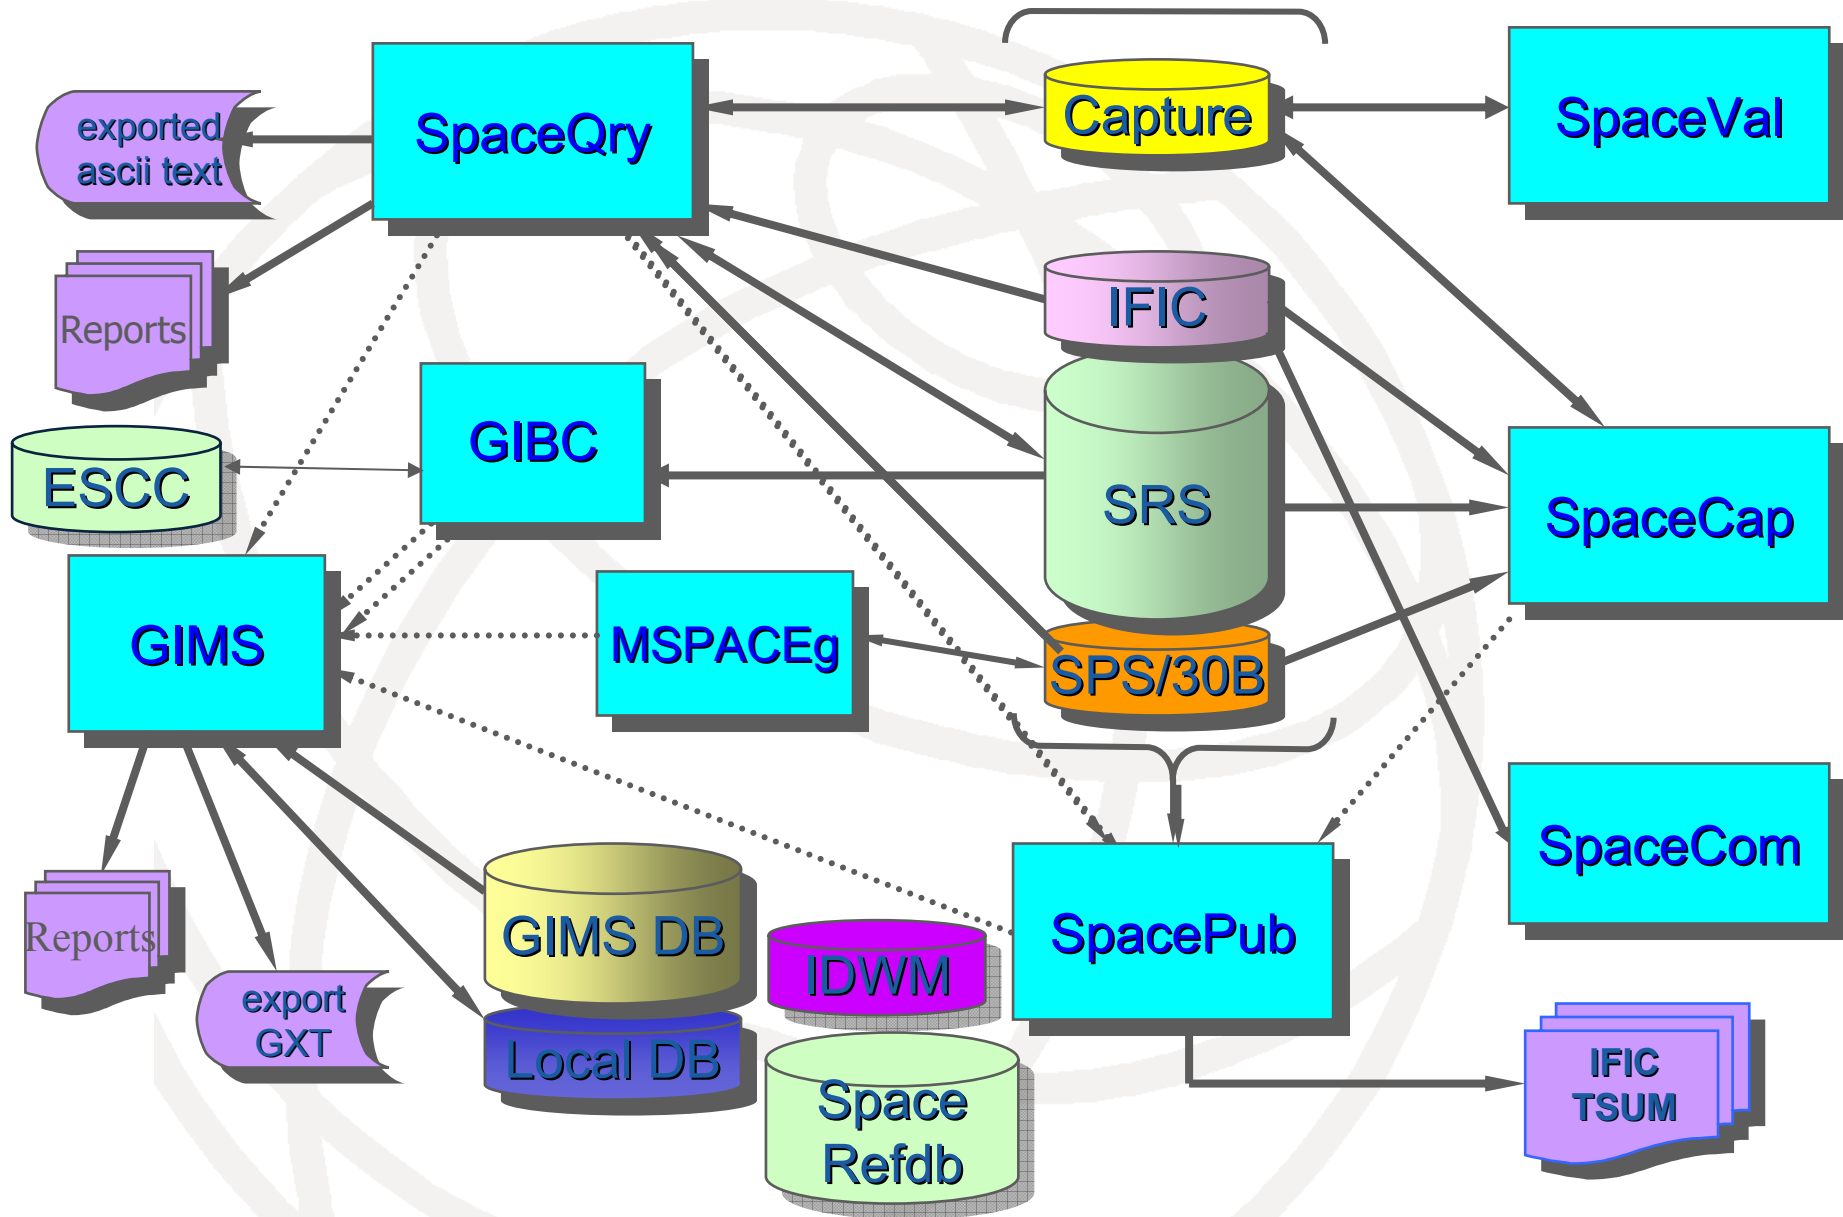 SpaceQry
Capture
SpaceVal
exported
ascii text
IFIC
Reports
GIBC
ESCC
SRS
SpaceCap
GIMS
MSPACEg
SPS/30B
SpaceCom
Reports
GIMS DB
SpacePub
IDWM
export
GXT
Local DB
Space
Refdb
IFIC
TSUM